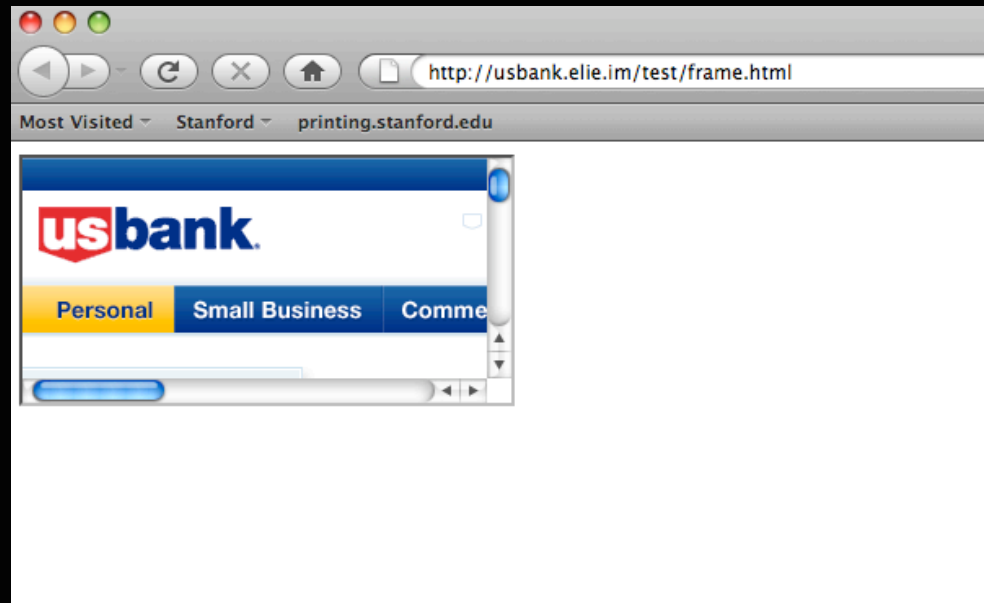 http://usbank.elie.im/test/frame.html
Most Visited Stanford printing.stanford.edu
usbank.
Personal Small Business Comme